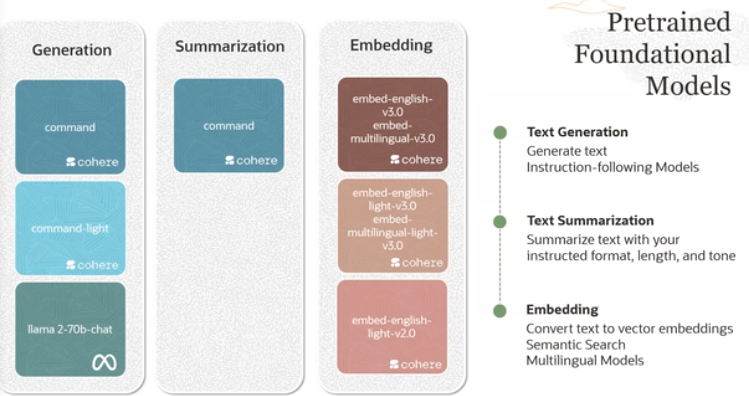 Generation
command
cohere
command-light
cohere
llama 2-70b-chat
Summarization
command
cohere
Embedding
embed-english-
v3.0
embed-
multilingual-v3.0
cohere
embed-english-
light-v3.0
embed-
multilingual-light-
v3.0
cohere
embed-english-
light-v2.0
cohere
Pretrained
Foundational
Models
Text Generation
Generate text
Instruction-following Models
Text Summarization
Summarize text with your
instructed format, length, and tone
Embedding
Convert text to vector embeddings
Semantic Search
Multilingual Models